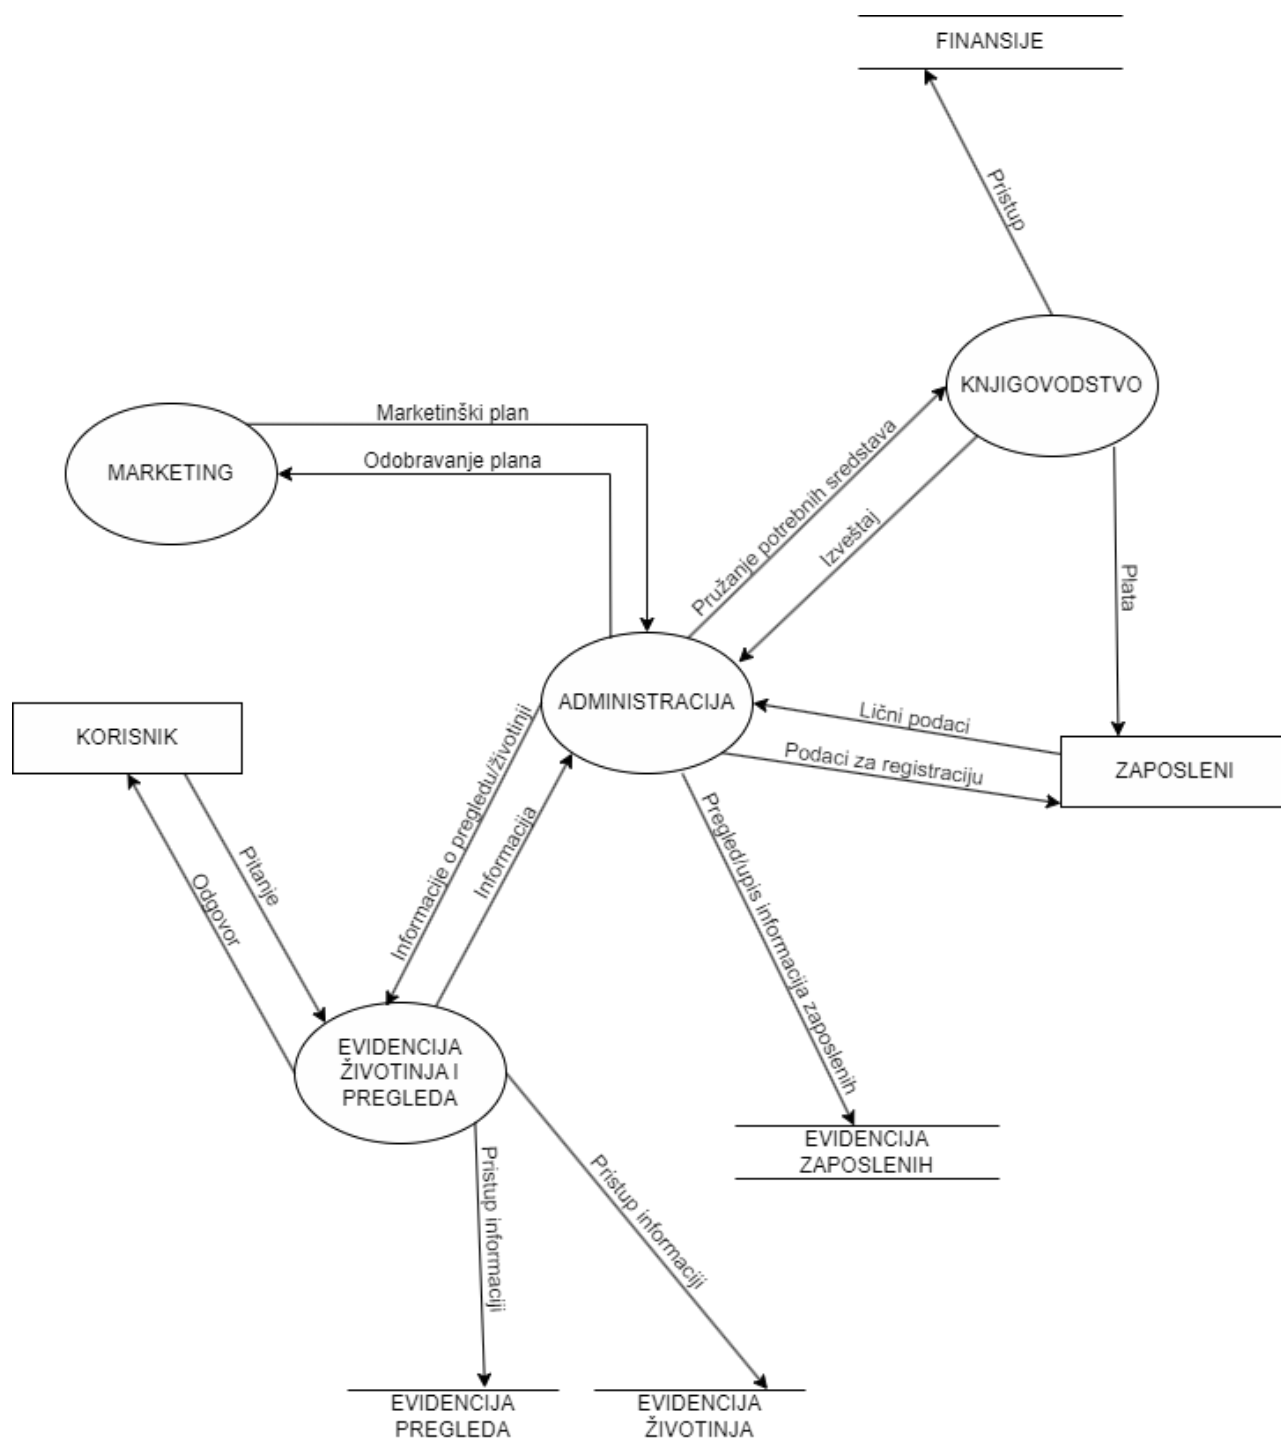 FINANSIJE
Pristup
KNJIGOVODSTVO
Marketinški plan
MARKETING
Odobravanje plana
Pružanje potrebnih sredstava
Izveštaj
Plata
ADMINISTRACIJA
Lični podaci
KORISNIK
Podaci za registraciju
ZAPOSLENI
Informacije o pregledu/životinji
Informacija
Pregled/upis informacija zaposlenih
Pitanje
Odgovor
EVIDENCIJA
ŽIVOTINJA I
PREGLEDA
EVIDENCIJA
ZAPOSLENIH
Pristup informaciji
Pristup informaciji
EVIDENCIJA
PREGLEDA
EVIDENCIJA
ŽIVOTINJA